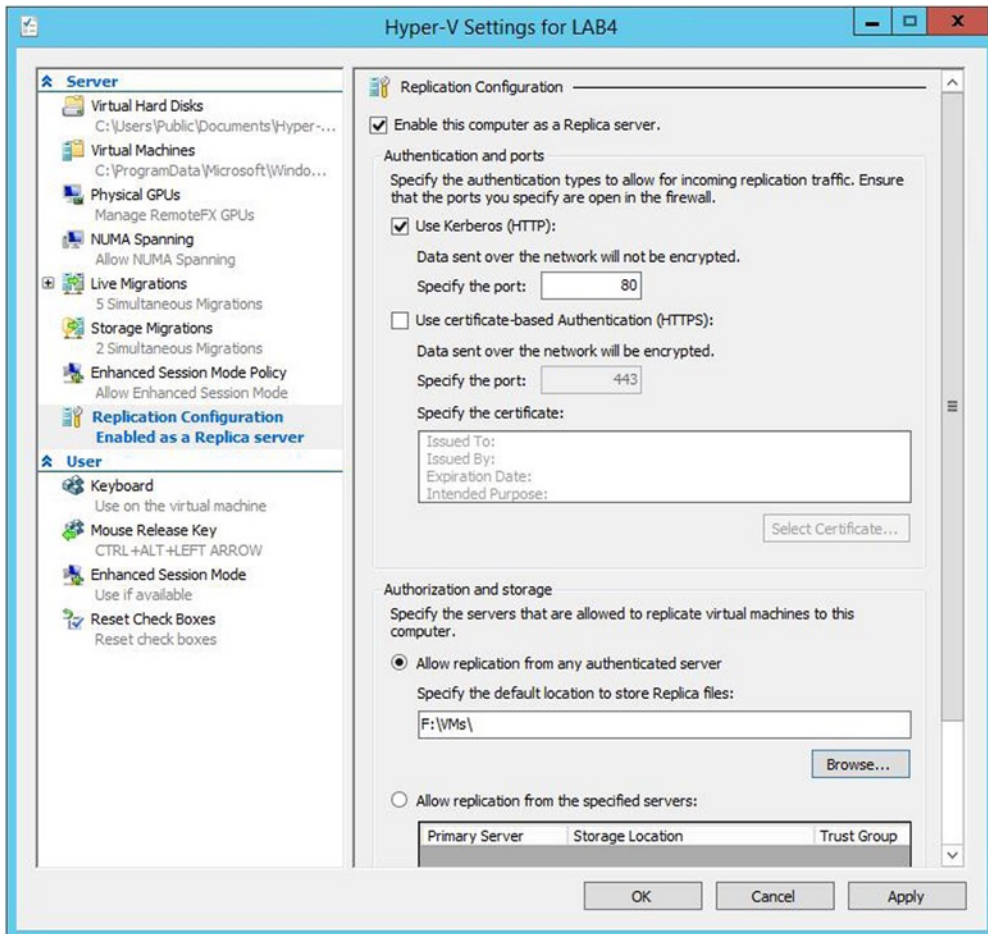 Hyper-V Settings for LAB4
Server
Virtual Hard Disks
C:\Users\Public\Documents\Hyper-...
Virtual Machines
C:\ProgramData\Microsoft\Windo...
Physical GPUs
Manage RemoteFX GPUs
NUMA Spanning
Allow NUMA Spanning
Live Migrations
5 Simultaneous Migrations
Storage Migrations
2 Simultaneous Migrations
Enhanced Session Mode Policy
Allow Enhanced Session Mode
Replication Configuration
Enabled as a Replica server
User
Keyboard
Use on the virtual machine
Mouse Release Key
CTRL+ALT+LEFT ARROW
Enhanced Session Mode
Use if available
Reset Check Boxes
Reset check boxes
Replication Configuration
Enable this computer as a Replica server.
Authentication and ports
Specify the authentication types to allow for incoming replication traffic. Ensure
that the ports you specify are open in the firewall.
Use Kerberos (HTTP):
Data sent over the network will not be encrypted.
Specify the port: 80
Use certificate-based Authentication (HTTPS):
Data sent over the network will be encrypted.
Specify the port: 443
Specify the certificate:
Issued To:
Issued By:
Expiration Date:
Intended Purpose:
Select Certificate...
Authorization and storage
Specify the servers that are allowed to replicate virtual machines to this
computer.
Allow replication from any authenticated server
Specify the default location to store Replica files:
F:\VMs\
Browse...
Allow replication from the specified servers:
Primary Server Storage Location Trust Group
OK Cancel Apply